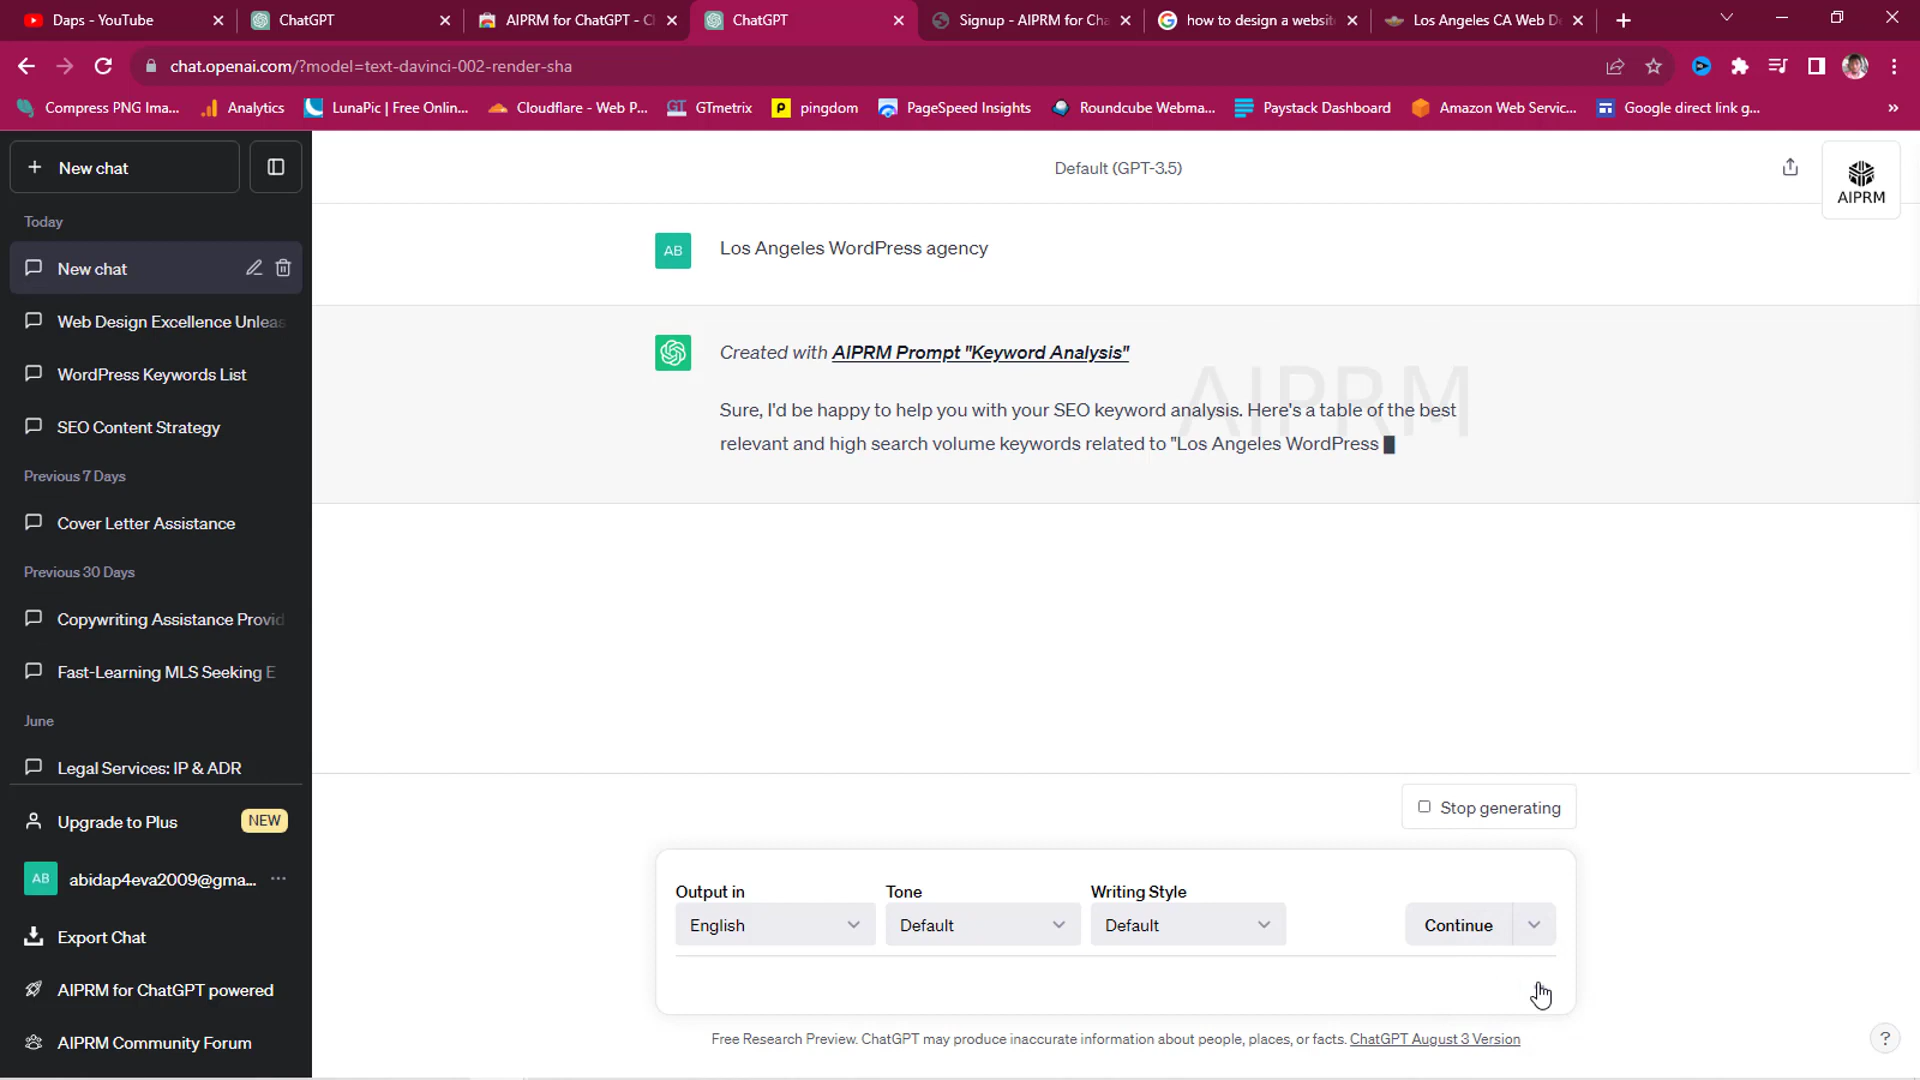 Daps - YouTube
ChatGPT
AIPRM for ChatGPT - C
ChatGPT
Signup - AIPRM for Cha
how to design a website
Los Angeles CA Web De
chat.openai.com/?model=text-davinci-002-render-sha
Compress PNG Ima...
Analytics
LunaPic | Free Onlin...
Cloudflare - Web P...
GTmetrix
pingdom
PageSpeed Insights
Roundcube Webma...
Paystack Dashboard
Amazon Web Servic...
Google direct link g...
New chat
Default (GPT-3.5)
AIPRM
Today
New chat
Web Design Excellence Unleas
WordPress Keywords List
SEO Content Strategy
Previous 7 Days
Cover Letter Assistance
Previous 30 Days
Copywriting Assistance Provid
Fast-Learning MLS Seeking E
June
Legal Services: IP & ADR
Upgrade to Plus
NEW
AB
abidap4eva2009@gma...
Export Chat
AIPRM for ChatGPT powered
AIPRM Community Forum
AB
Los Angeles WordPress agency
Created with AIPRM Prompt "Keyword Analysis"
AIPRM
Sure, I'd be happy to help you with your SEO keyword analysis. Here's a table of the best
relevant and high search volume keywords related to "Los Angeles WordPress
Stop generating
Output in
Tone
Writing Style
English
Default
Default
Continue
Free Research Preview. ChatGPT may produce inaccurate information about people, places, or facts. ChatGPT August 3 Version
?